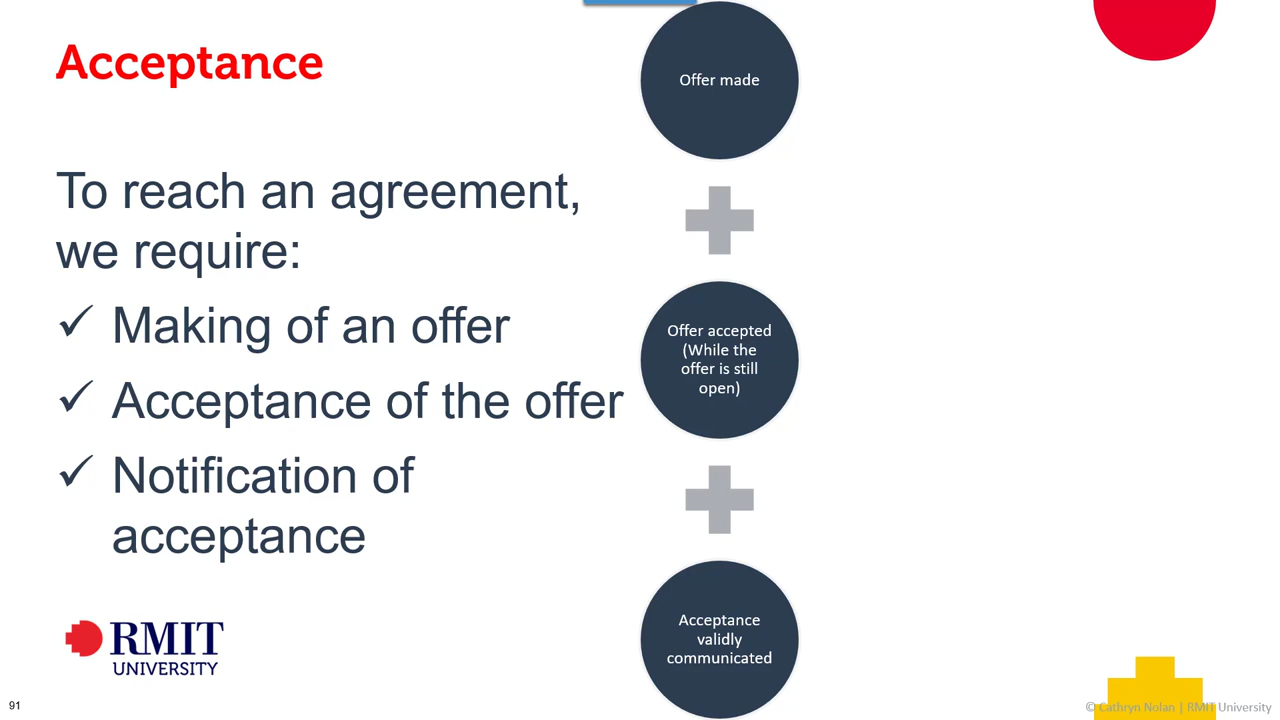 Acceptance
To reach an agreement,
we require:
✓ Making of an offer
✓ Acceptance of the offer
✓ Notification of
acceptance
Offer made
Offer accepted
(While the
offer is still
open)
Acceptance
validly
communicated
RMIT
UNIVERSITY
91
© Cathryn Nolan | RMIT University